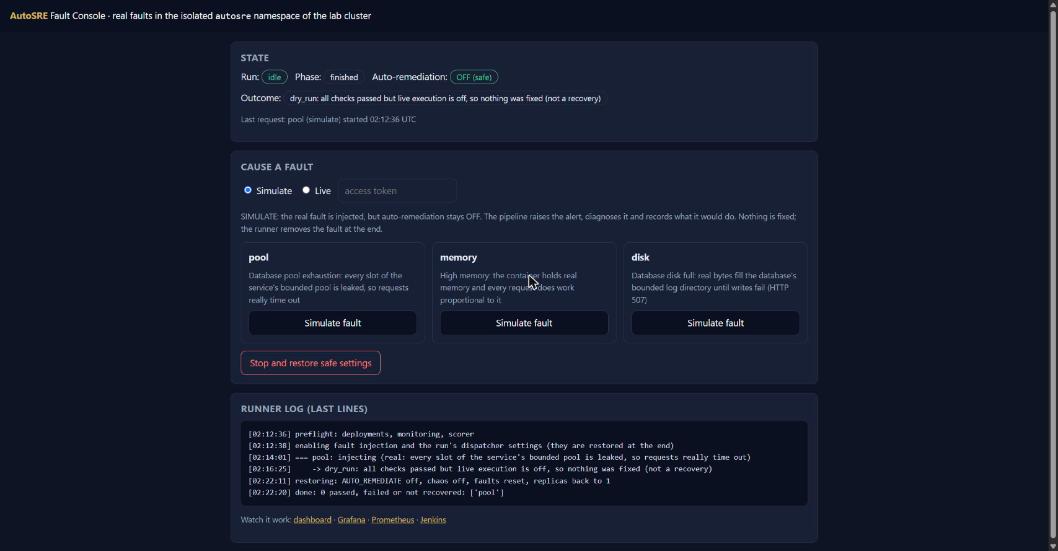 AutoSRE Fault Console · real faults in the isolated autosre namespace of the lab cluster
STATE
Run: idle Phase: finished Auto-remediation: OFF (safe)
Outcome: dry_run: all checks passed but live execution is off, so nothing was fixed (not a recovery)
Last request: pool (simulate) started 02:12:36 UTC
CAUSE A FAULT
Simulate Live access token
SIMULATE: the real fault is injected, but auto-remediation stays OFF. The pipeline raises the alert, diagnoses it and records what it would do. Nothing is fixed;
the runner removes the fault at the end.
pool
Database pool exhaustion: every slot of the
service's bounded pool is leaked, so requests
really time out
Simulate fault
memory
High memory: the container holds real
memory and every request does work
proportional to it
Simulate fault
disk
Database disk full: real bytes fill the database's
bounded log directory until writes fail (HTTP
507)
Simulate fault
Stop and restore safe settings
RUNNER LOG (LAST LINES)
[02:12:36] preflight: deployments, monitoring, scorer
[02:12:38] enabling fault injection and the run's dispatcher settings (they are restored at the end)
[02:14:01] === pool: injecting (real: every slot of the service's bounded pool is leaked, so requests really time out)
[02:16:25] -> dry_run: all checks passed but live execution is off, so nothing was fixed (not a recovery)
[02:22:11] restoring: AUTO_REMEDIATE off, chaos off, faults reset, replicas back to 1
[02:22:20] done: 0 passed, failed or not recovered: ['pool']
Watch it work: dashboard · Grafana · Prometheus · Jenkins